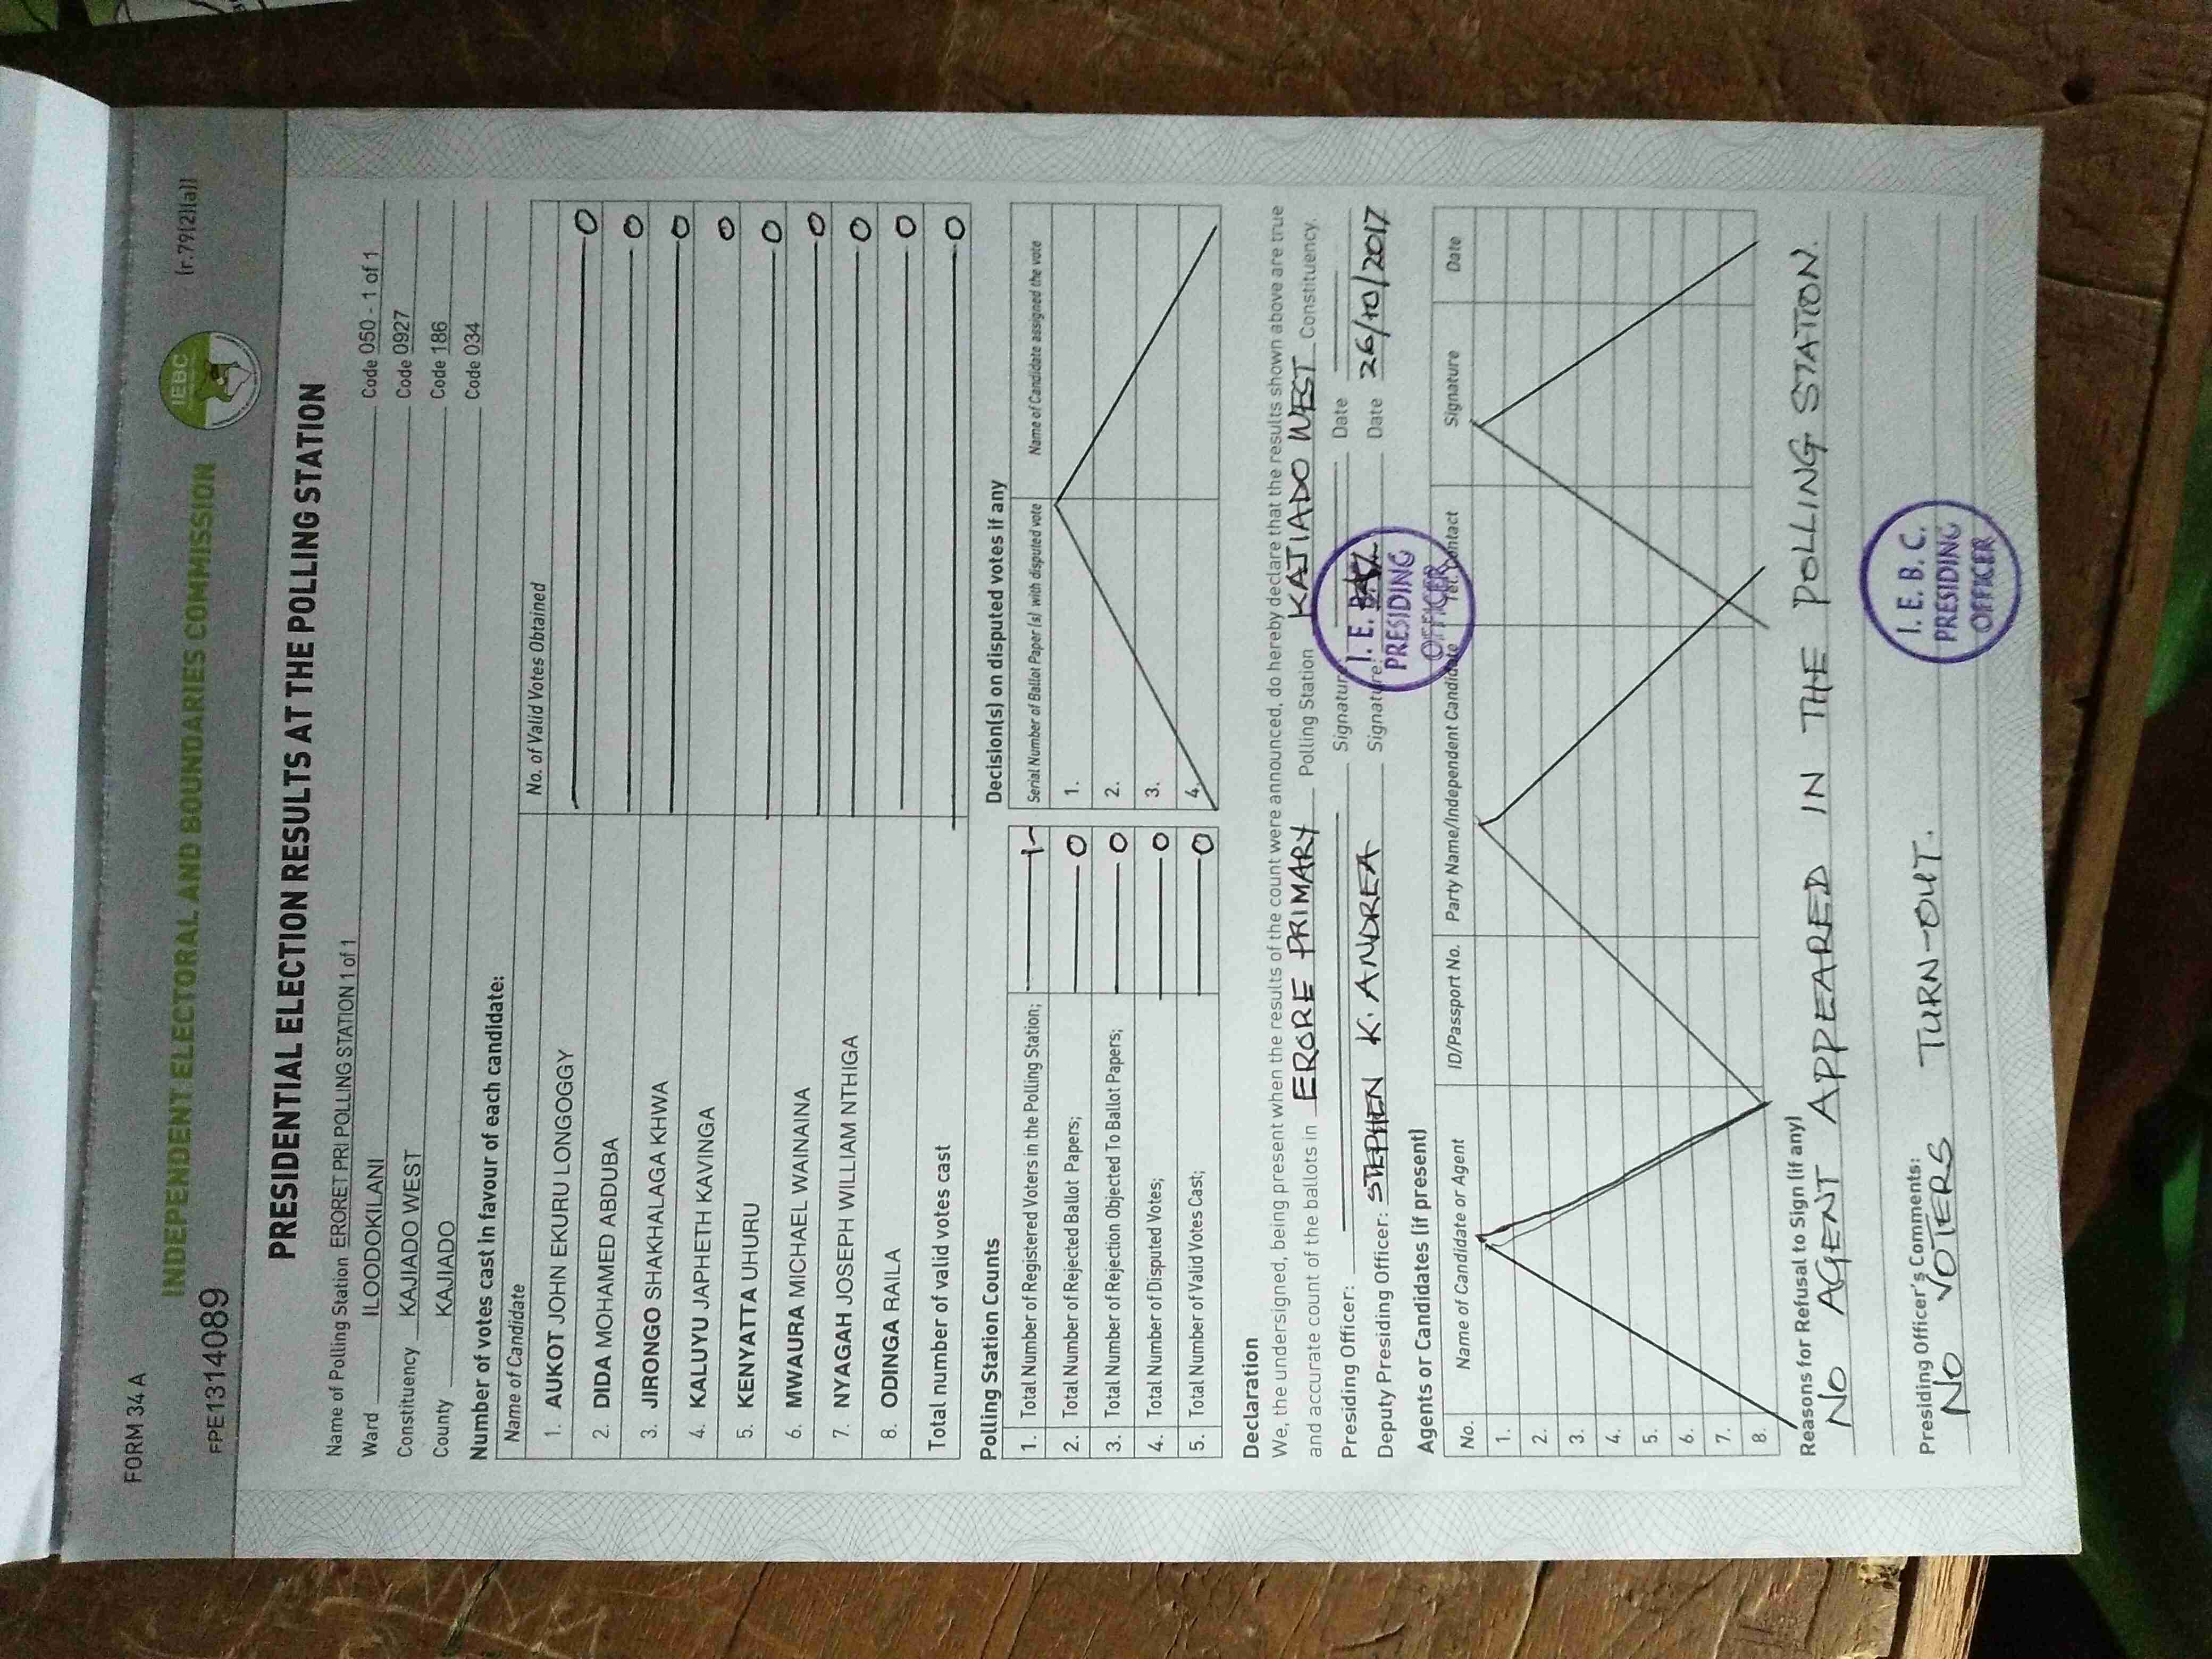 FORM 34 A
[r.79(2)(a)]
INDEPENDENT ELECTORAL AND BOUNDARIES COMMISSION
IEBC
FPE1314089
PRESIDENTIAL ELECTION RESULTS AT THE POLLING STATION
Name of Polling Station ERORET PRI POLLING STATION 1 of 1 Code 050 - 1 of 1
Ward ILOODOKILANI Code 0927
Constituency KAJIADO WEST Code 186
County KAJIADO Code 034
Number of votes cast in favour of each candidate:
Name of Candidate No. of Valid Votes Obtained
1. AUKOT JOHN EKURU LONGOGGY 0
2. DIDA MOHAMED ABDUBA 0
3. JIRONGO SHAKHALAGA KHWA 0
4. KALUYU JAPHETH KAVINGA 0
5. KENYATTA UHURU 0
6. MWAURA MICHAEL WAINAINA 0
7. NYAGAH JOSEPH WILLIAM NTHIGA 0
8. ODINGA RAILA 0
Total number of valid votes cast 0
Polling Station Counts
1. Total Number of Registered Voters in the Polling Station;
2. Total Number of Rejected Ballot Papers; 0
3. Total Number of Rejection Objected To Ballot Papers; 0
4. Total Number of Disputed Votes; 0
5. Total Number of Valid Votes Cast; 0
Decision(s) on disputed votes if any
Serial Number of Ballot Paper (s) with disputed vote Name of Candidate assigned the vote
1.
2.
3.
4.
Declaration
We, the undersigned, being present when the results of the count were announced, do hereby declare that the results shown above are true
and accurate count of the ballots in ERORE PRIMARY Polling Station KAJIADO WEST Constituency.
Presiding Officer: Signature: Date
Deputy Presiding Officer: STEPHEN K. ANDREA Signature: Date 26/10/2017
I. E. B.
PRESIDING
OFFICER
Agents or Candidates (if present)
No. Name of Candidate or Agent ID/Passport No. Party Name/Independent Candidate Tel. Contact Signature Date
1.
2.
3.
4.
5.
6.
7.
8.
Reasons for Refusal to Sign (if any)
NO AGENT APPEARED IN THE POLLING STATION.
Presiding Officer's Comments:
NO VOTERS TURN-OUT.
I. E. B. C.
PRESIDING
OFFICER